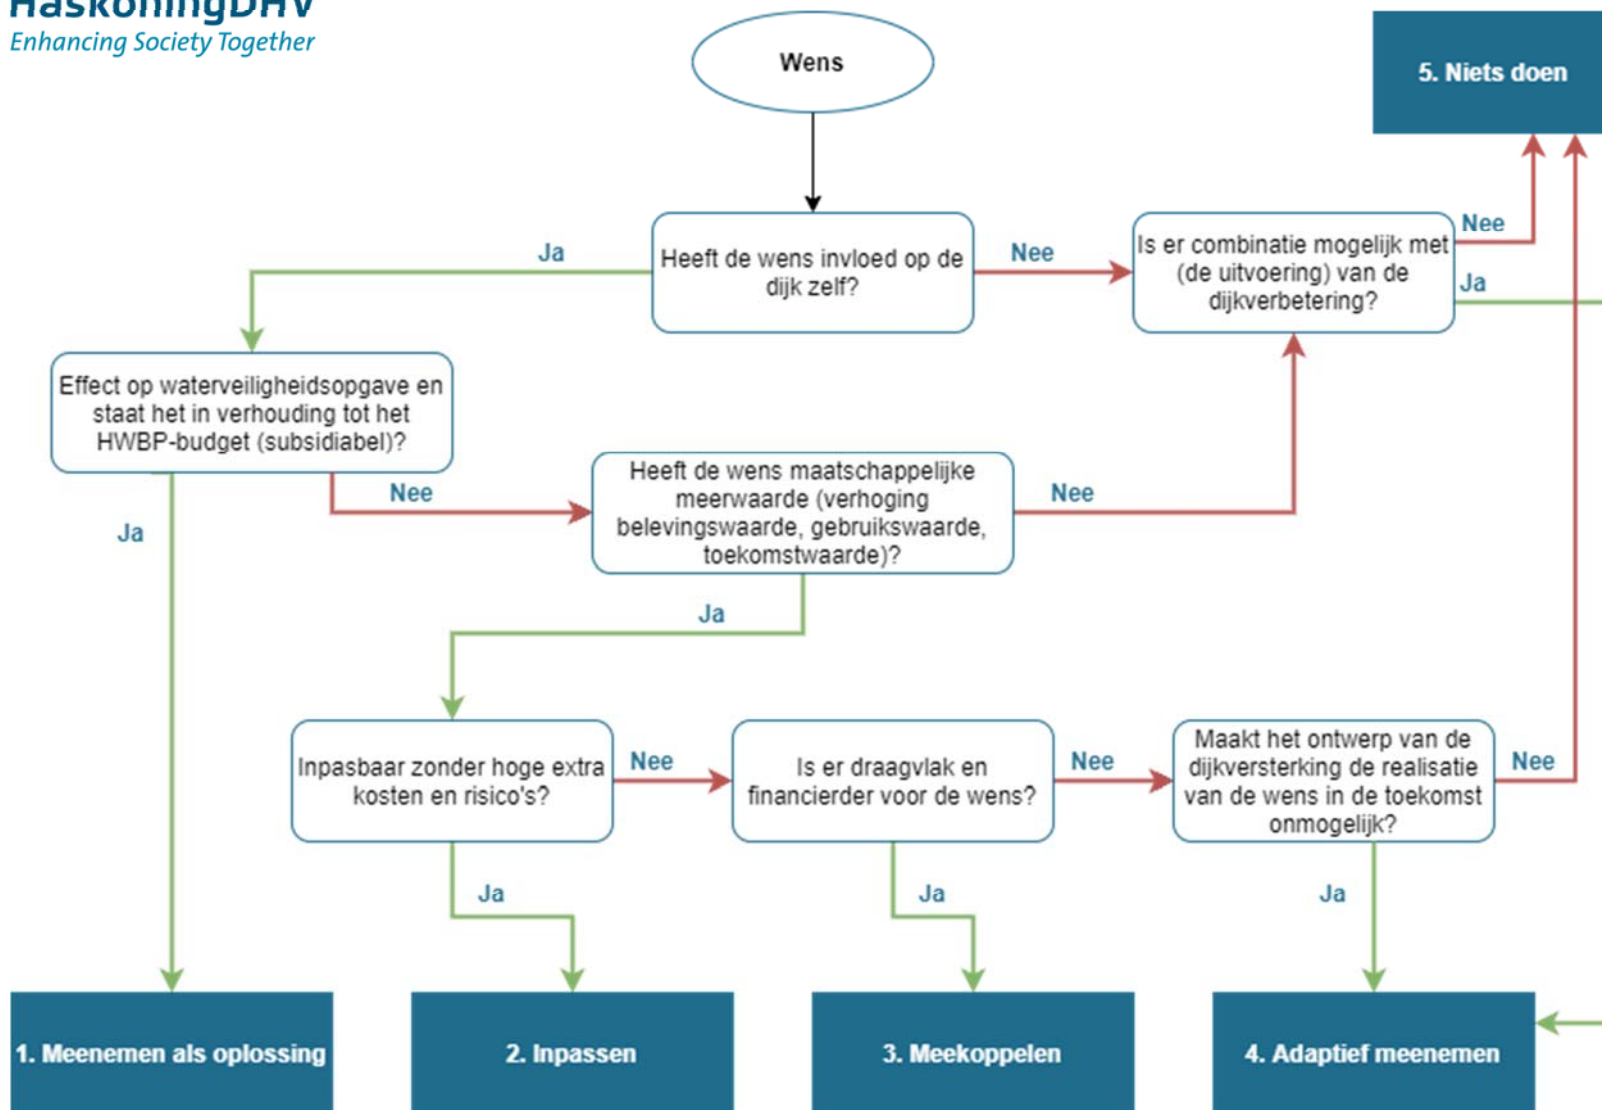 HaskoningDHV
Enhancing Society Together
Wens
5. Niets doen
Ja
Heeft de wens invloed op de
dijk zelf?
Nee
Is er combinatie mogelijk met
(de uitvoering) van de
dijkverbetering?
Nee
Ja
Effect op waterveiligheidsopgave en
staat het in verhouding tot het
HWBP-budget (subsidiabel)?
Nee
Ja
Heeft de wens maatschappelijke
meerwaarde (verhoging
belevingswaarde, gebruikswaarde,
toekomstwaarde)?
Nee
Ja
Inpasbaar zonder hoge extra
kosten en risico's?
Nee
Is er draagvlak en
financierder voor de wens?
Nee
Maakt het ontwerp van de
dijkversterking de realisatie
van de wens in de toekomst
onmogelijk?
Nee
Ja
Ja
Ja
1. Meenemen als oplossing
2. Inpassen
3. Meekoppelen
4. Adaptief meenemen